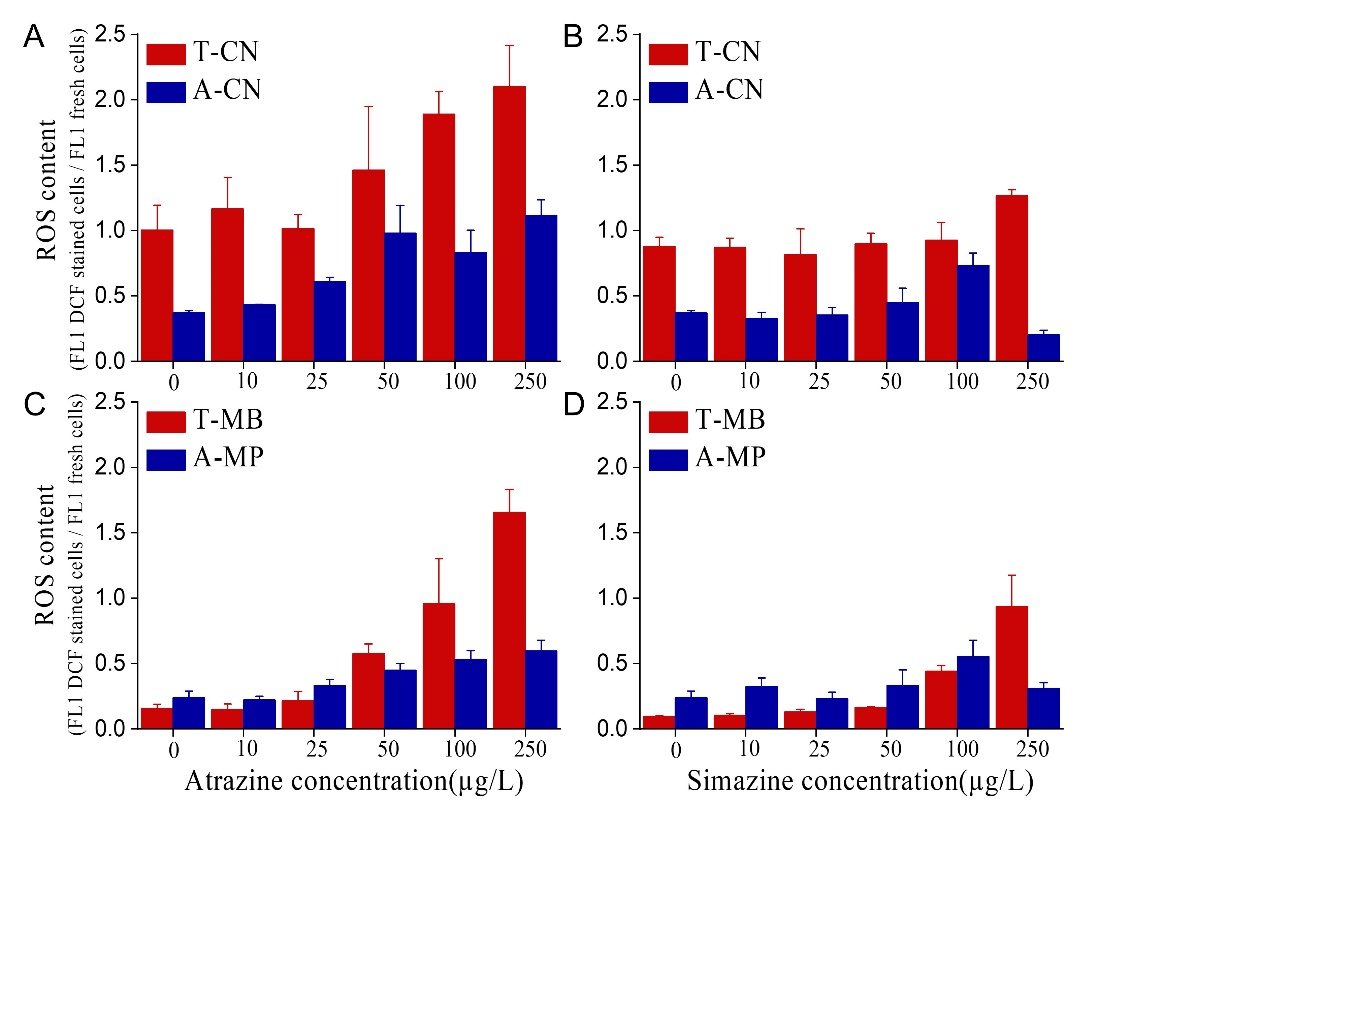 A
ROS content
(FL1 DCF stained cells / FL1 fresh cells)
2.5
2.0
1.5
1.0
0.5
0.0
T-CN
A-CN
0 10 25 50 100 250
B
2.5
2.0
1.5
1.0
0.5
0.0
T-CN
A-CN
0 10 25 50 100 250
C
ROS content
(FL1 DCF stained cells / FL1 fresh cells)
2.5
2.0
1.5
1.0
0.5
0.0
T-MB
A-MP
0 10 25 50 100 250
Atrazine concentration(µg/L)
D
2.5
2.0
1.5
1.0
0.5
0.0
T-MB
A-MP
0 10 25 50 100 250
Simazine concentration(µg/L)